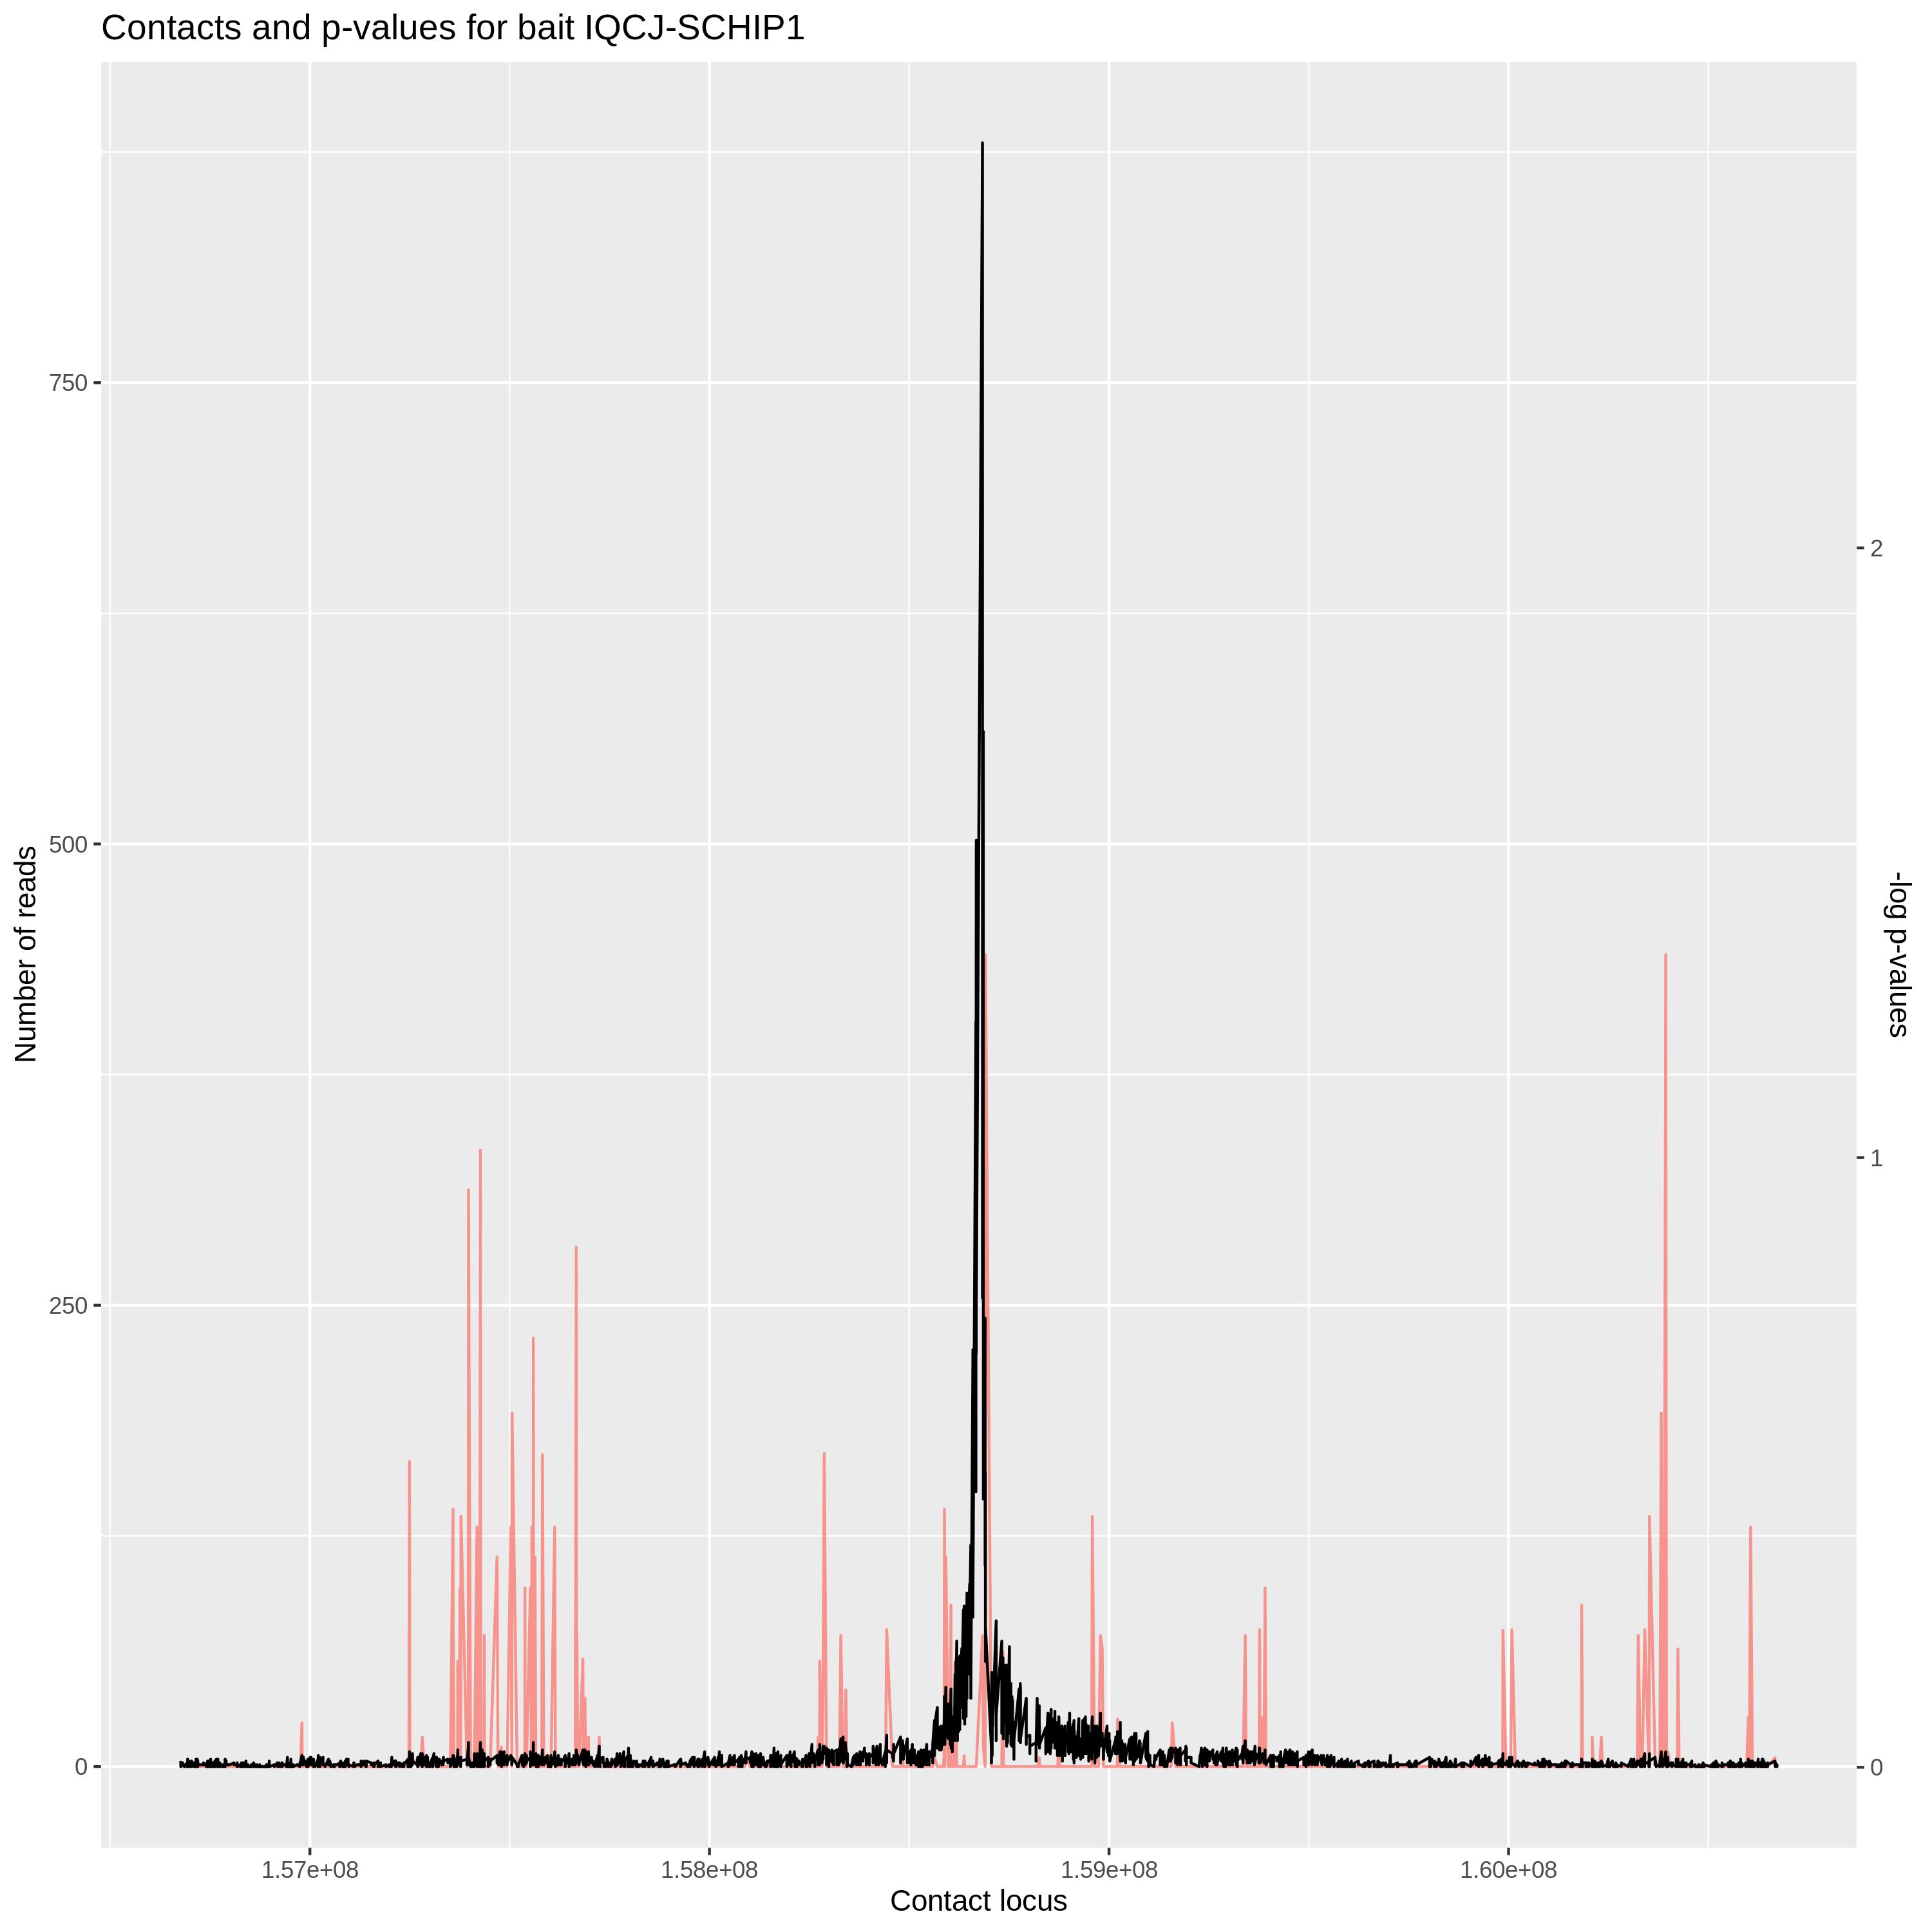 Contacts and p-values for bait IQCJ-SCHIP1
750
500
250
0
Number of reads
2
1
0
-log p-values
1.57e+08 1.58e+08 1.59e+08 1.60e+08
Contact locus